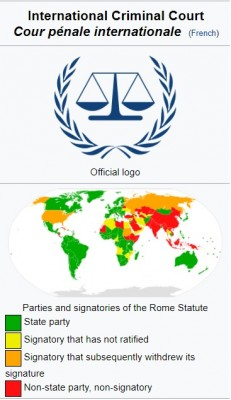 International Criminal Court
Cour pénale internationale (French)
Official logo
Parties and signatories of the Rome Statute
State party
Signatory that has not ratified
Signatory that subsequently withdrew its
signature
Non-state party, non-signatory